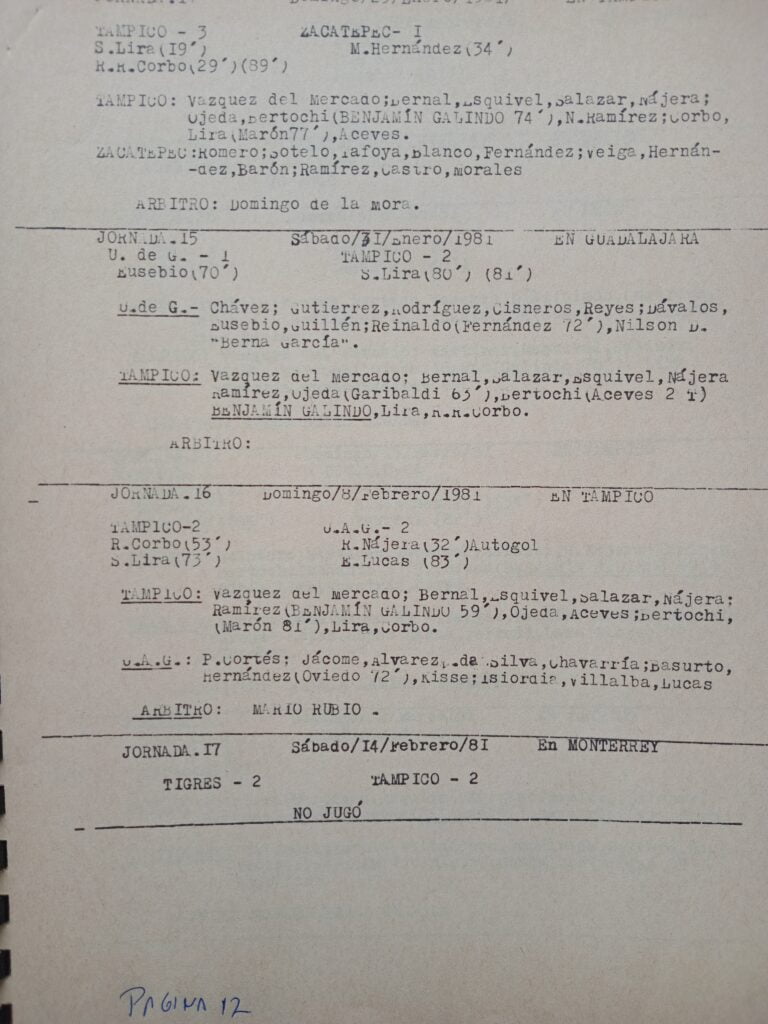 TAMPICO - 3 ZACATEPEC- I
S.Lira(I9´) M.Hernández(34´)
R.R.Corbo(29´)(89´)
TAMPICO: Vazquez del Mercado;Bernal,Esquivel,Salazar,Nájera;
Ojeda,Bertochi(BENJAMÍN GALINDO 74´),N.Ramírez;Corbo,
Lira(Marón77´),Aceves.
ZACATEPEC:Romero;Sotelo,Tafoya,Blanco,Fernández;Veiga,Hernán-
-dez,Barón;Ramírez,Castro,Morales
ARBITRO: Domingo de la Mora.
JORNADA.15 Sábado/3I/Enero/1981 EN GUADALAJARA
U. de G. - 1 TAMPICO - 2
Eusebio(70´) S.Lira(80´) (81´)
U.de G.- Chávez; Gutierrez,Rodríguez,Cisneros,Reyes;Dávalos,
Eusebio,Guillén;Reinaldo(Fernández 72´),Nilson D.
"Berna García".
TAMPICO: Vazquez del Mercado; Bernal,Salazar,Esquivel,Nájera
Ramírez,Ojeda(Garibaldi 63´),Bertochi(Aceves 2 T)
BENJAMÍN GALINDO,Lira,R.R.Corbo.
ARBITRO:
JORNADA.16 Domingo/8/Febrero/1981 EN TAMPICO
TAMPICO-2 U.A.G.- 2
R.Corbo(53´) R.Nájera(32´)Autogol
S.Lira(73´) E.Lucas (83´)
TAMPICO: Vazquez del Mercado; Bernal,Esquivel,Salazar,Nájera;
Ramírez(BENJAMÍN GALINDO 59´),Ojeda,Aceves;Bertochi,
(Marón 81´),Lira,Corbo.
U.A.G.: P.Cortés; Jácome,Alvarez, da Silva,Chavarría;Basurto,
Hernández(Oviedo 72´),Kisse;Isiordia,Villalba,Lucas
ARBITRO: MARIO RUBIO .
JORNADA.I7 Sábado/I4/Febrero/8I En MONTERREY
TIGRES - 2 TAMPICO - 2
NO JUGÓ
PAGINA 12